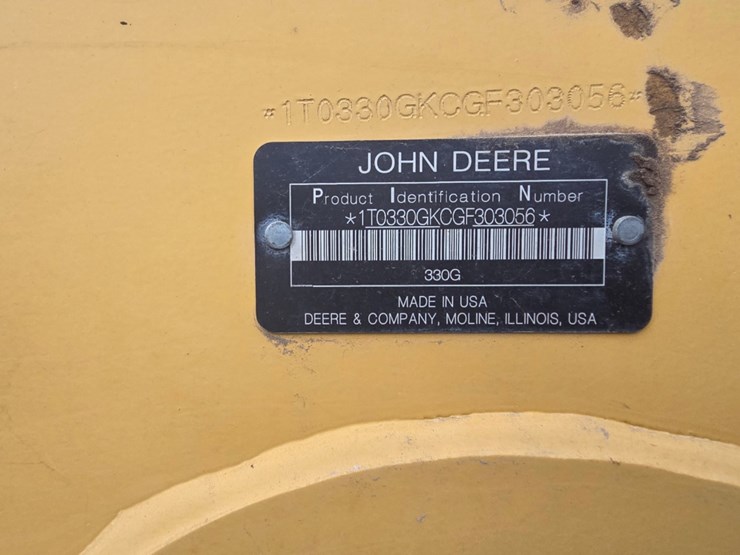 *1T0330GKCGF303056*
JOHN DEERE
Product Identification Number
*1T0330GKCGF303056*
330G
MADE IN USA
DEERE & COMPANY, MOLINE, ILLINOIS, USA